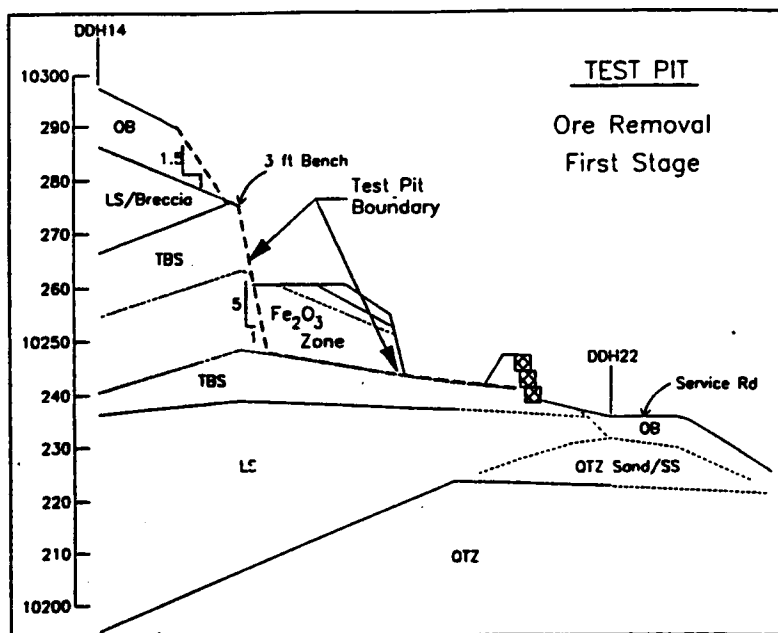 DDH14
TEST PIT
Ore Removal
First Stage
10300
290
280
270
260
10250
240
230
220
210
10200
OB
1.5
3 ft Bench
LS/Breccia
Test Pit
Boundary
TBS
5
Fe₂O₃
Zone
TBS
DDH22
Service Rd
OB
LS
QTZ Sand/SS
QTZ